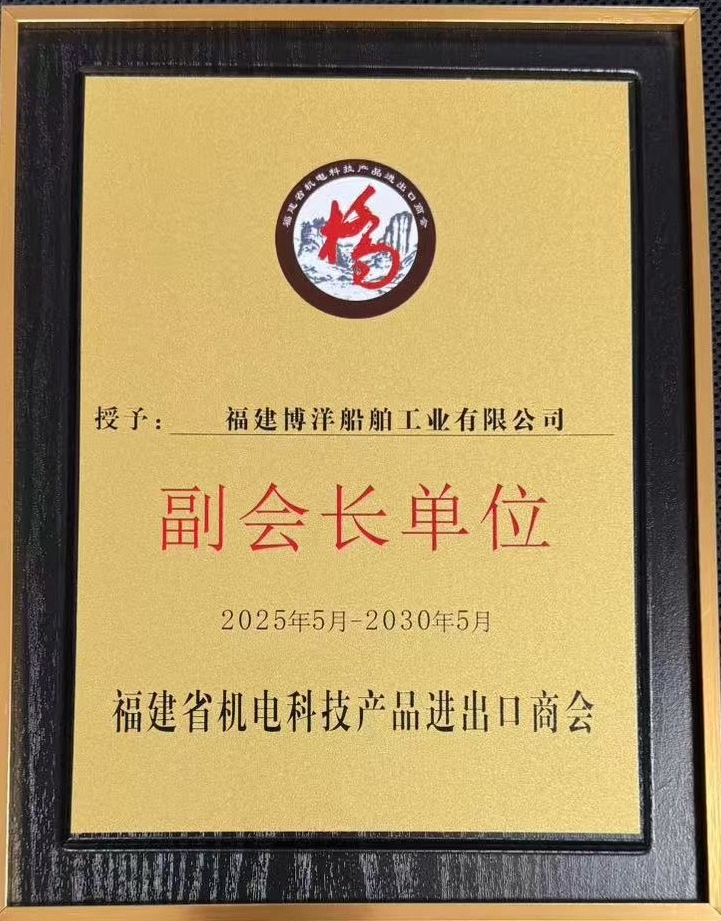 福建省机电科技产品进出口商会
桥
授予: 福建博洋船舶工业有限公司
副会长单位
2025年5月-2030年5月
福建省机电科技产品进出口商会